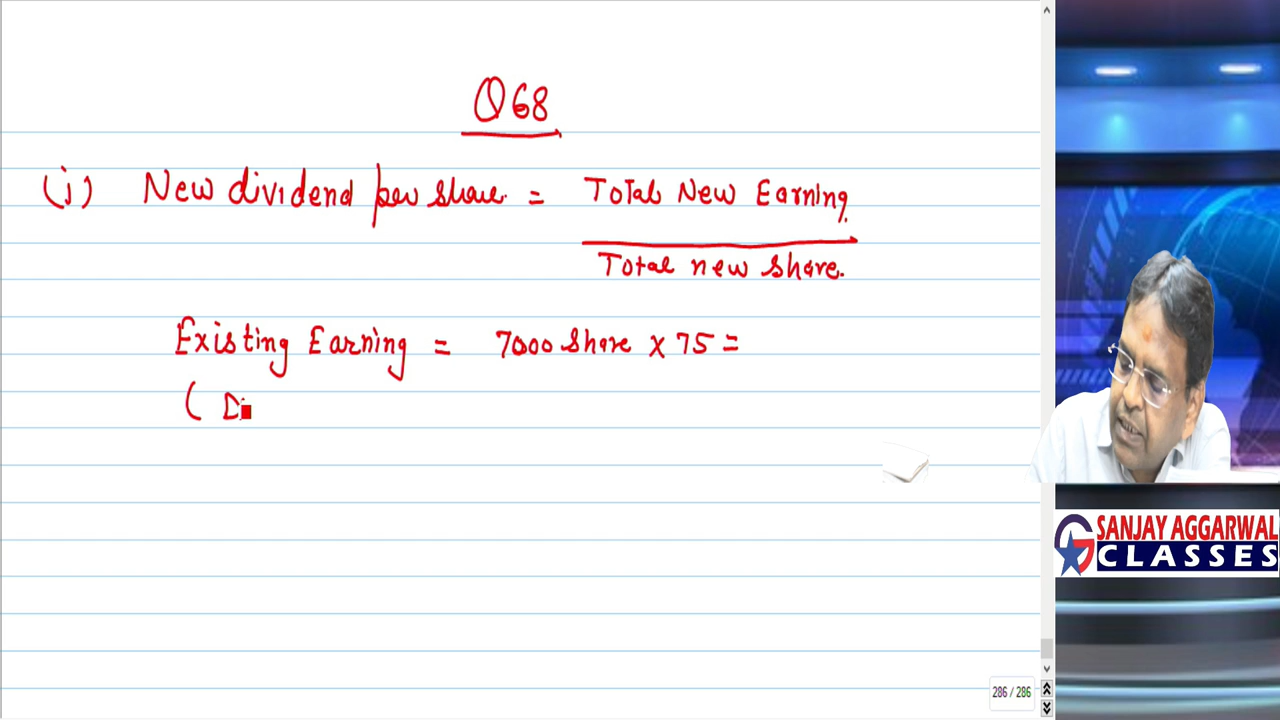 Q68
(i) New dividend per share = Total New Earning
Total new share.
Existing Earning = 7000 share x 75 =
( D
SANJAY AGGARWAL
CLASSES
286 / 286